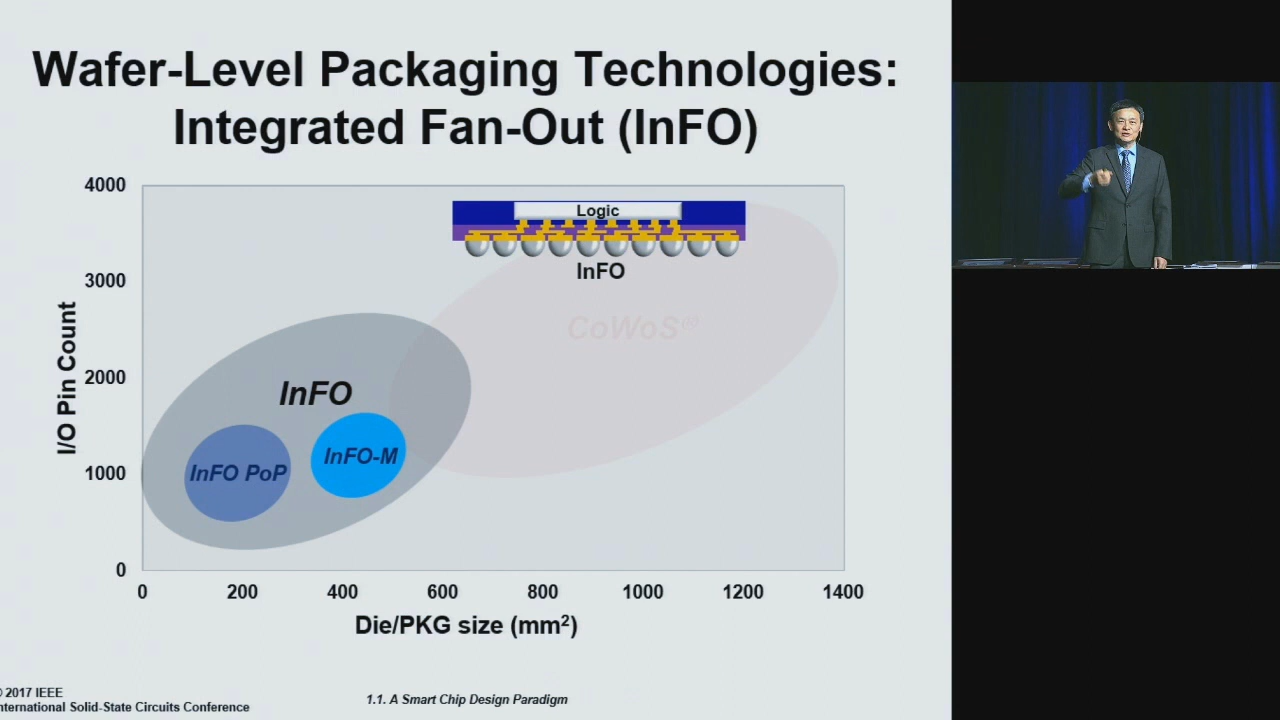 Wafer-Level Packaging Technologies:
Integrated Fan-Out (InFO)
4000
3000
2000
1000
0
I/O Pin Count
Logic
InFO
CoWoS®
InFO
InFO PoP
InFO-M
0 200 400 600 800 1000 1200 1400
Die/PKG size (mm²)
© 2017 IEEE
nternational Solid-State Circuits Conference
1.1. A Smart Chip Design Paradigm